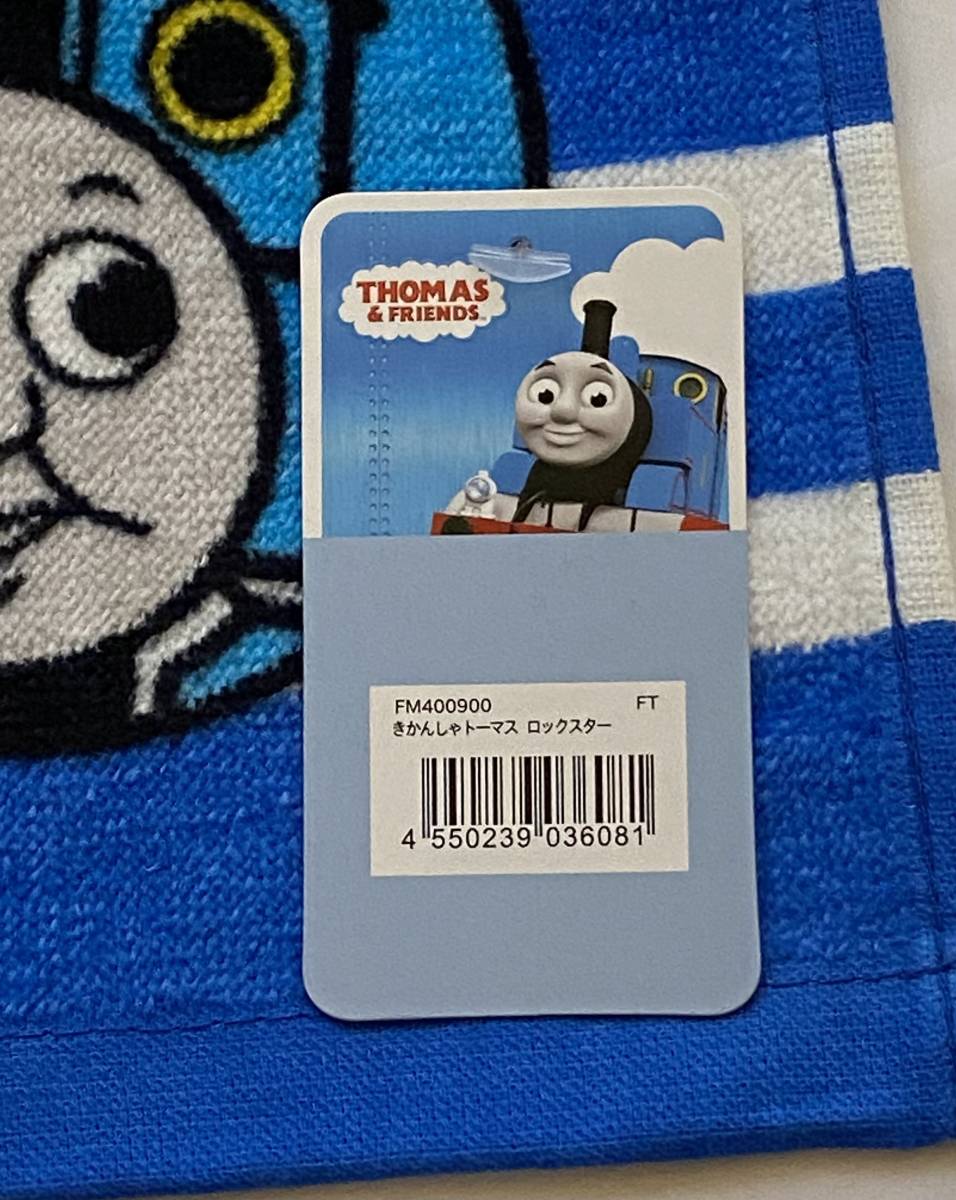 THOMAS
& FRIENDS™
FM400900 FT
きかんしゃトーマス ロックスター
4 550239 036081